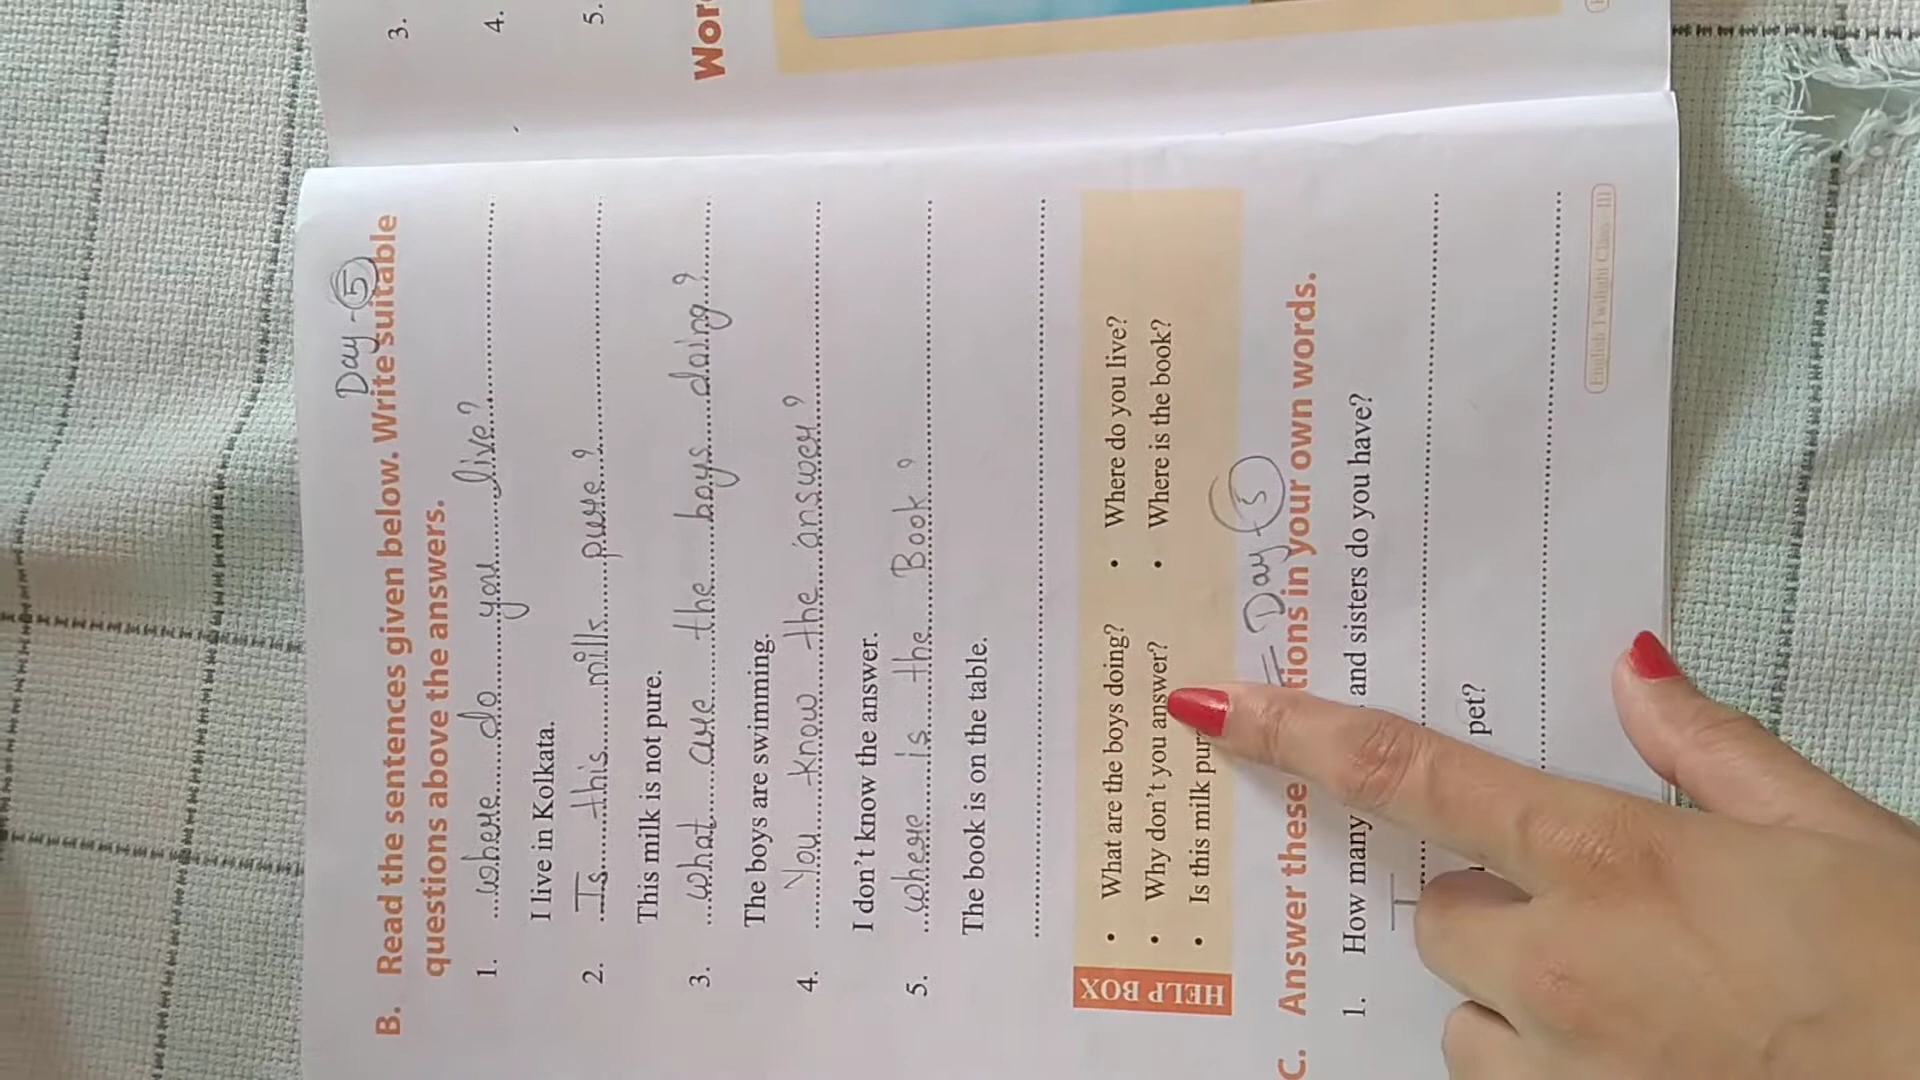 3.
4.
5.
Wor
Day - 5
B. Read the sentences given below. Write suitable
questions above the answers.
1. where do you live?
I live in Kolkata.
2. Is this milk pure?
This milk is not pure.
3. what are the boys doing?
The boys are swimming.
4. You know the answer?
I don't know the answer.
5. where is the Book?
The book is on the table.
HELP BOX
• What are the boys doing? • Where do you live?
• Why don't you answer? • Where is the book?
• Is this milk pur
= Day - 5
C. Answer these tions in your own words.
1. How many and sisters do you have?
I
pet?
English Twilight Class-III